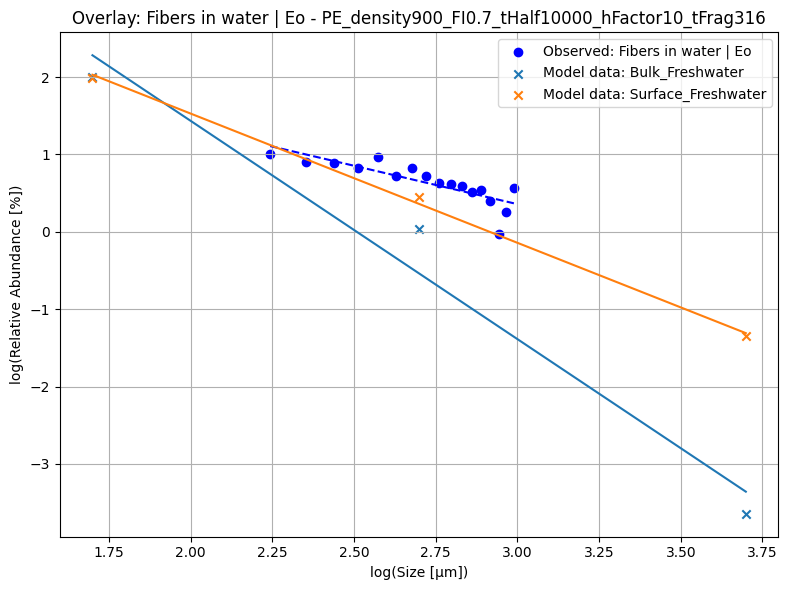 Overlay: Fibers in water | Eo - PE_density900_FI0.7_tHalf10000_hFactor10_tFrag316
Observed: Fibers in water | Eo
Model data: Bulk_Freshwater
Model data: Surface_Freshwater
log(Relative Abundance [%])
2
1
0
−1
−2
−3
1.75 2.00 2.25 2.50 2.75 3.00 3.25 3.50 3.75
log(Size [µm])